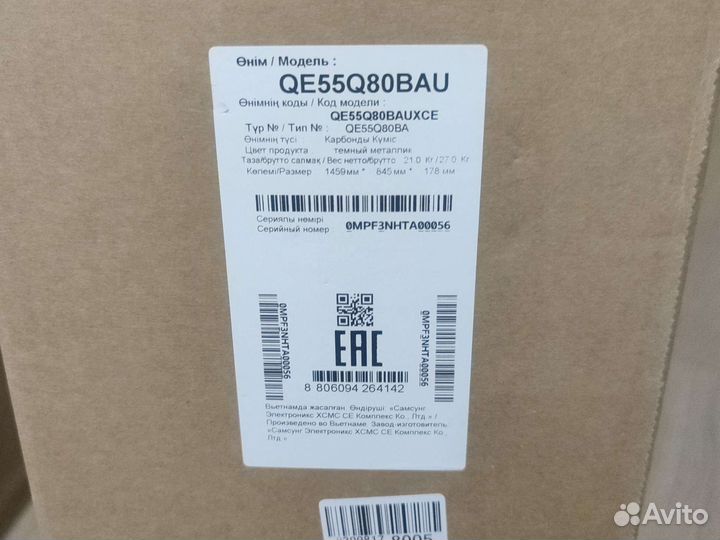 Өнім / Модель :
QE55Q80BAU
Өнімнің коды / Код модели :
QE55Q80BAUXCE
Түр № / Тип № : QE55Q80BA
Өнімнің түсі Карбонды Күміс
Цвет продукта темный металлик
Таза/брутто салмақ / Вес нетто/брутто 21.0 Кг /27.0 Кг
Көлемі/Размер 1459мм * 845 мм * 178 мм
Сериялы нөмірі
Серийный номер 0MPF3NHTA00056
0MPF3NHTA00056
0MPF3NHTA00056
EAC
8 806094 264142
Вьетнамда жасалған. Өндіруші: «Самсунг
Электроникс ХСМС СЕ Комплекс Ко., Лтд.» /
Произведено во Вьетнаме. Завод-изготовитель:
«Самсунг Электроникс ХСМС СЕ Комплекс Ко.,
Лтд.»
8005
Avito